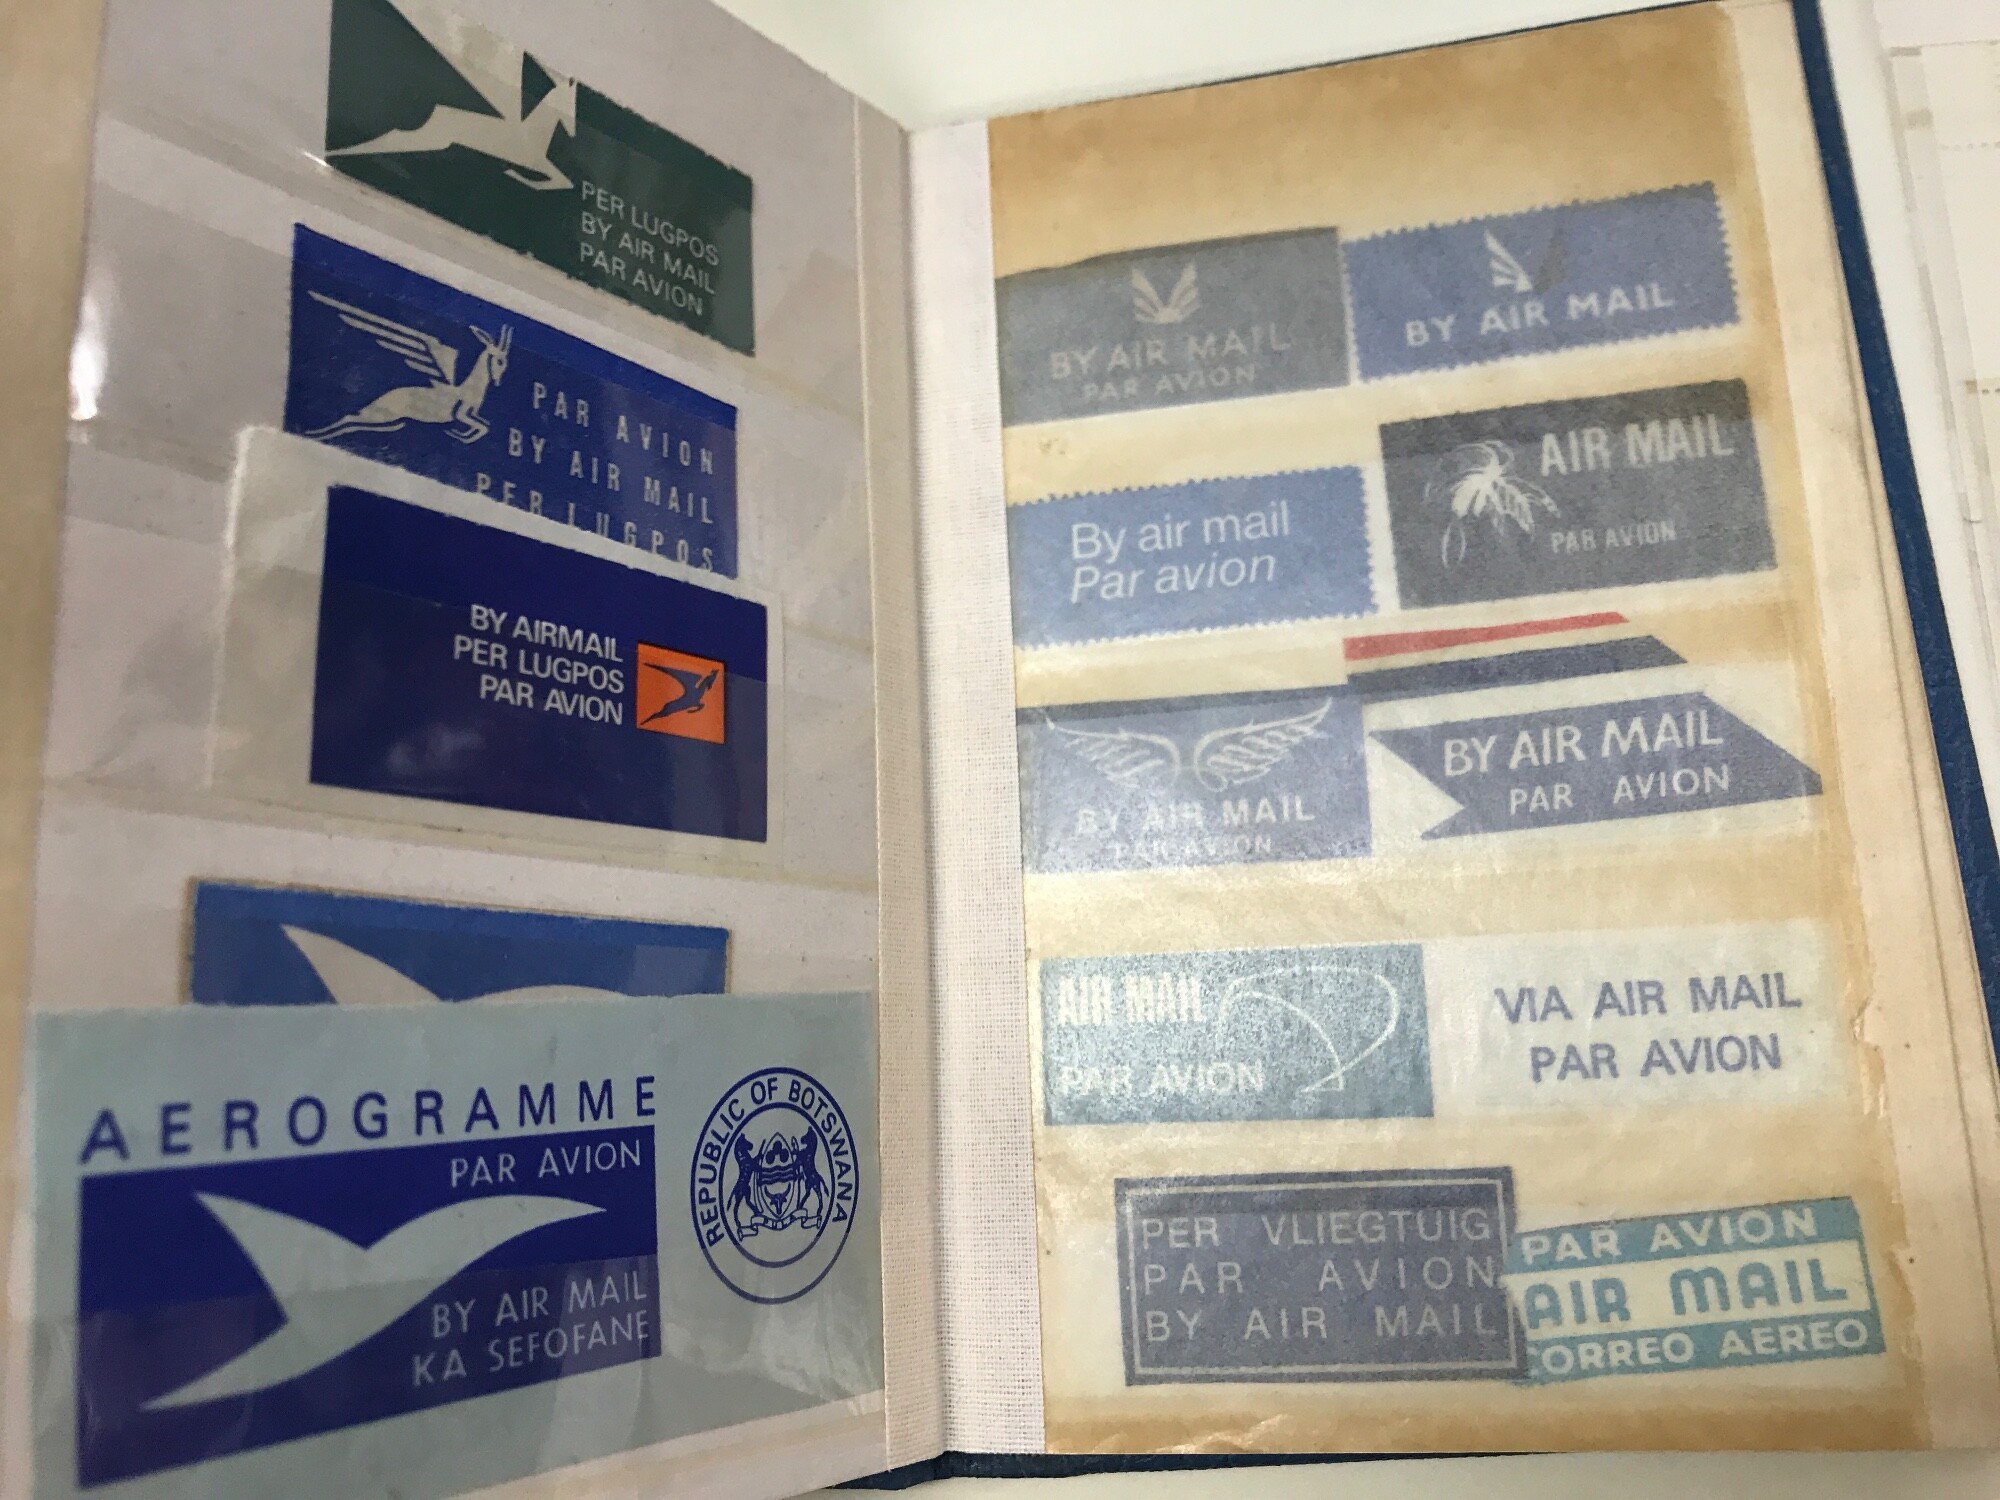 PER LUGPOS
BY AIR MAIL
PAR AVION
PAR AVION
BY AIR MAIL
PER LUGPOS
BY AIRMAIL
PER LUGPOS
PAR AVION
AEROGRAMME
PAR AVION
BY AIR MAIL
KA SEFOFANE
REPUBLIC OF BOTSWANA
BY AIR MAIL
PAR AVION
BY AIR MAIL
By air mail
Par avion
AIR MAIL
PAR AVION
BY AIR MAIL
PAR AVION
BY AIR MAIL
PAR AVION
AIR MAIL
PAR AVION
VIA AIR MAIL
PAR AVION
PER VLIEGTUIG
PAR AVION
BY AIR MAIL
PAR AVION
AIR MAIL
CORREO AEREO